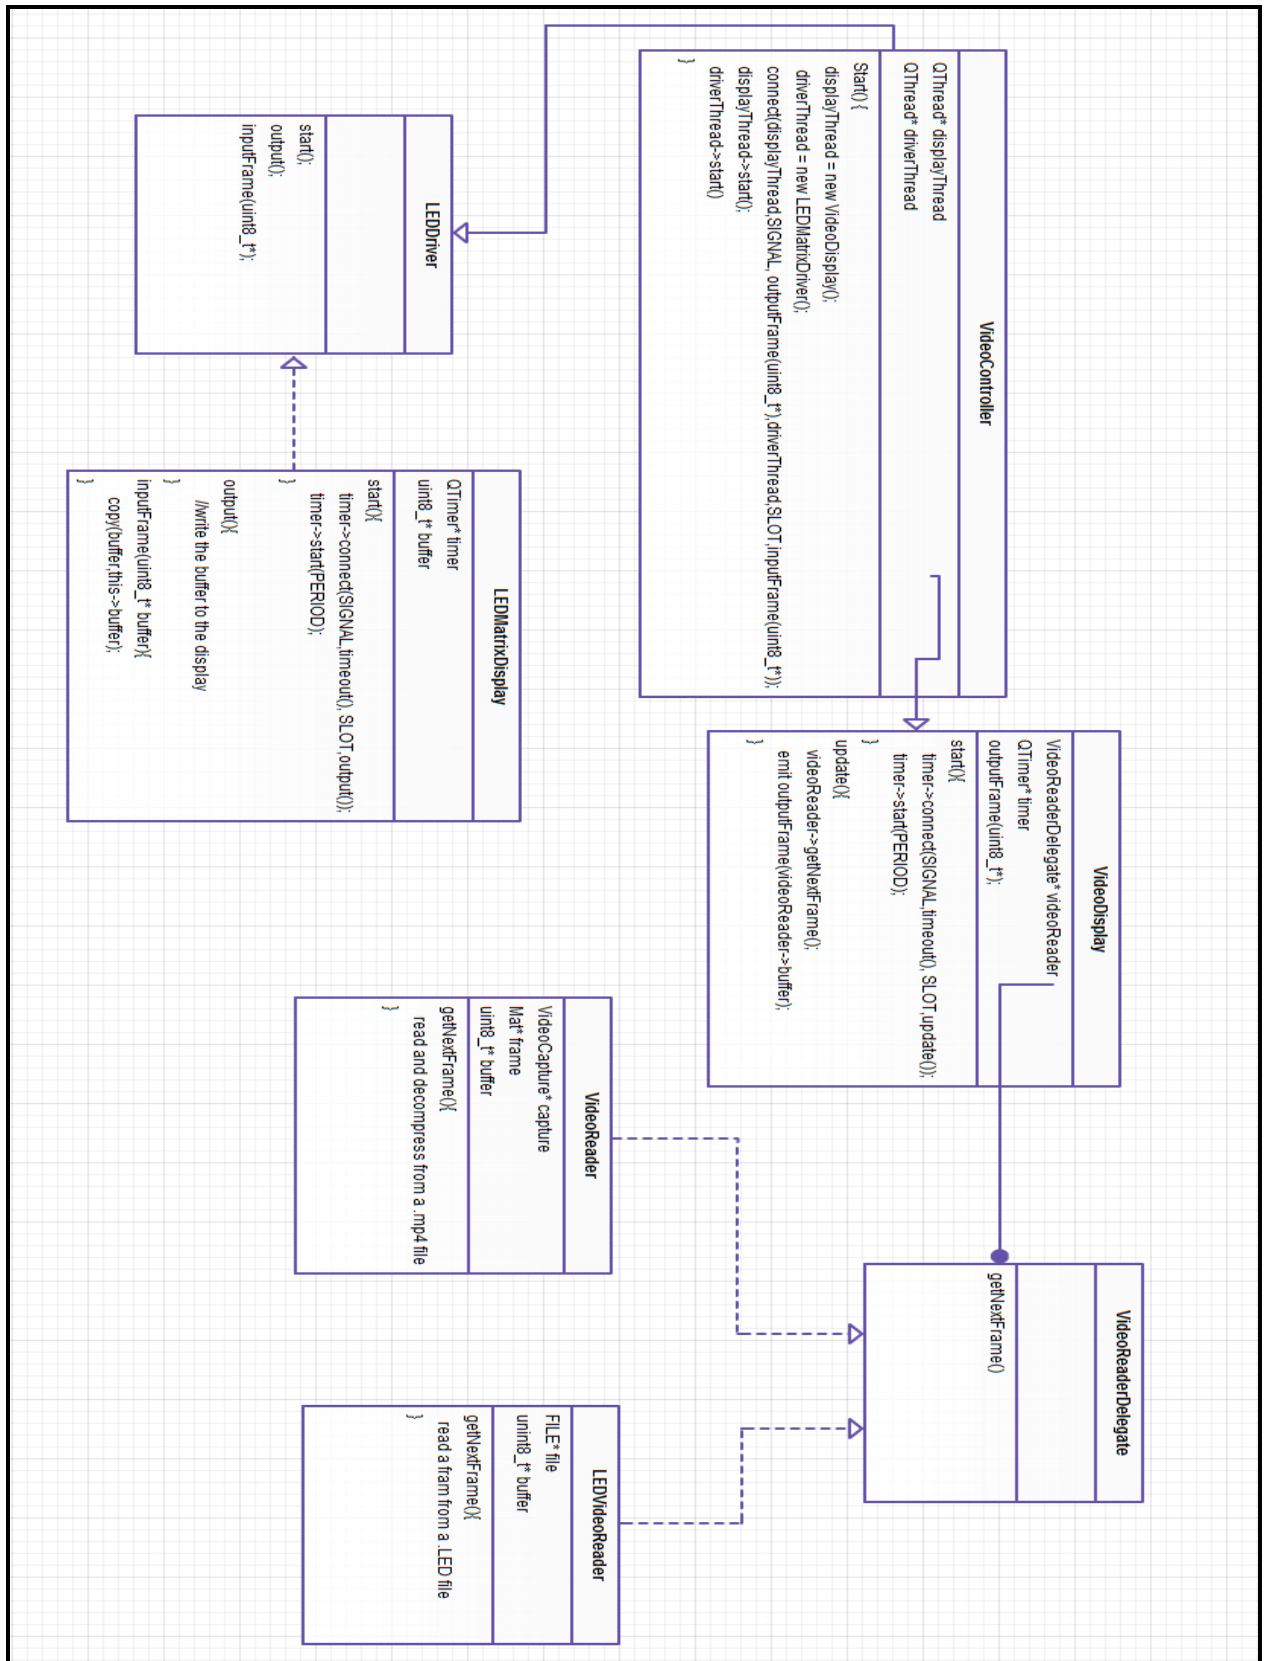 VideoController
QThread* displayThread
QThread* driverThread
Start() {
displayThread = new VideoDisplay();
driverThread = new LEDMatrixDriver();
connect(displayThread,SIGNAL, outputFrame(uint8_t*),driverThread,SLOT,inputFrame(uint8_t*));
displayThread->start();
driverThread->start()
}
VideoDisplay
VideoReaderDelegate* videoReader
QTimer* timer
outputFrame(uint8_t*);
start(){
timer->connect(SIGNAL,timeout(), SLOT,update());
timer->start(PERIOD);
}
update(){
videoReader->getNextFrame();
emit outputFrame(videoReader->buffer);
}
VideoReaderDelegate
getNextFrame()
LEDDriver
start();
output();
inputFrame(uint8_t*);
LEDMatrixDisplay
QTimer* timer
uint8_t* buffer
start(){
timer->connect(SIGNAL,timeout(), SLOT,output());
timer->start(PERIOD);
}
output(){
//write the buffer to the display
}
inputFrame(uint8_t* buffer){
copy(buffer,this->buffer);
}
VideoReader
VideoCapture* capture
Mat* frame
uint8_t* buffer
getNextFrame(){
read and decompress from a .mp4 file
}
LEDVideoReader
FILE* file
unint8_t* buffer
getNextFrame(){
read a fram from a .LED file
}